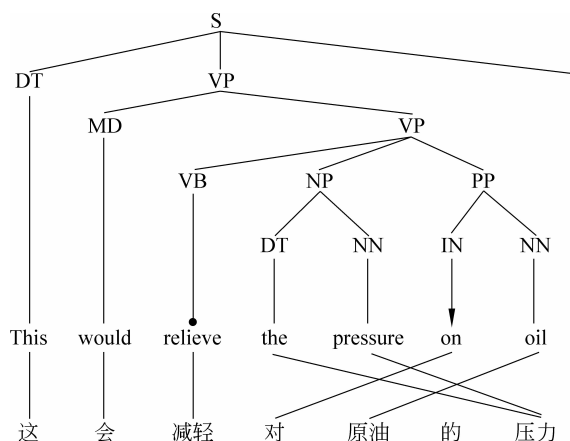 S
DT VP
MD VP
VB NP PP
DT NN IN NN
This would relieve the pressure on oil
这 会 减轻 对 原油 的 压力